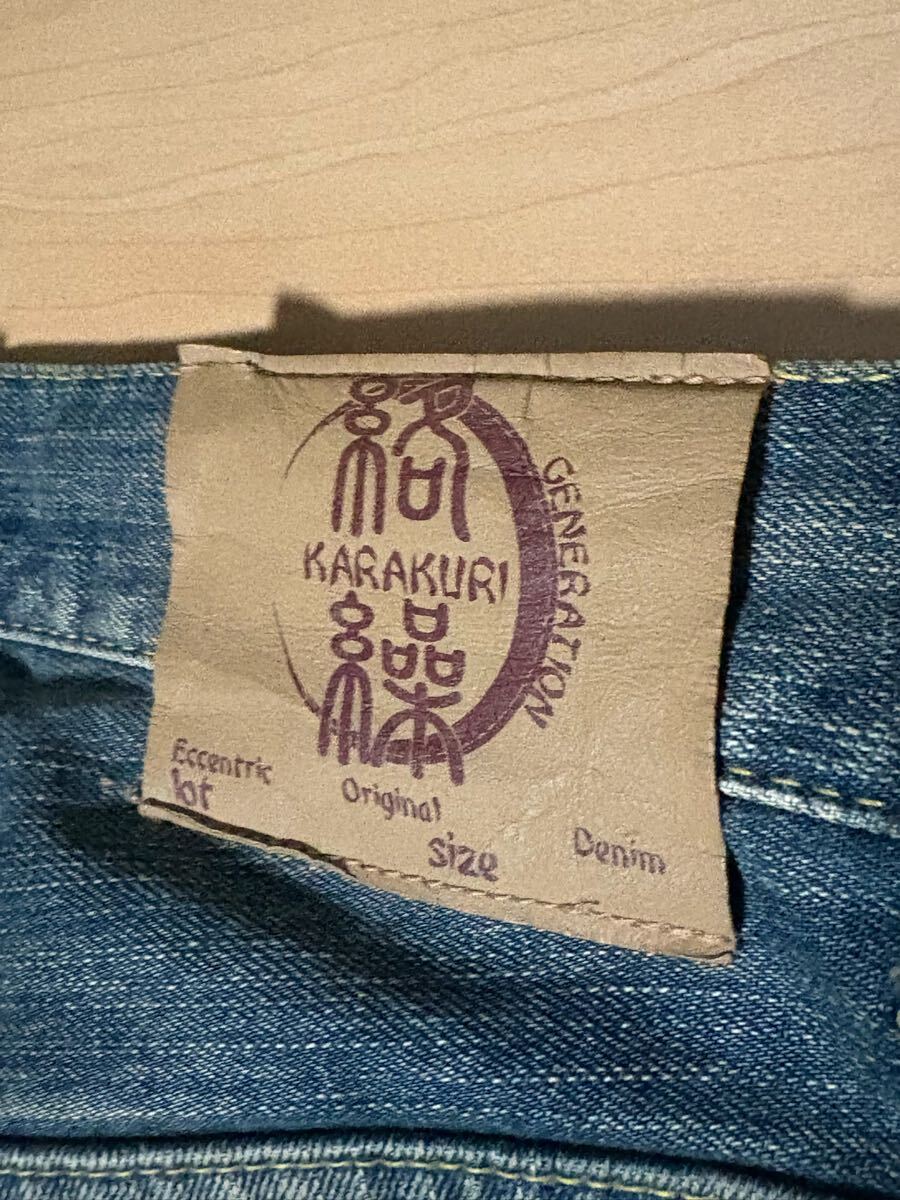 絡
KARAKURI
繰
GENERATION
Eccentric Original Denim
lot size